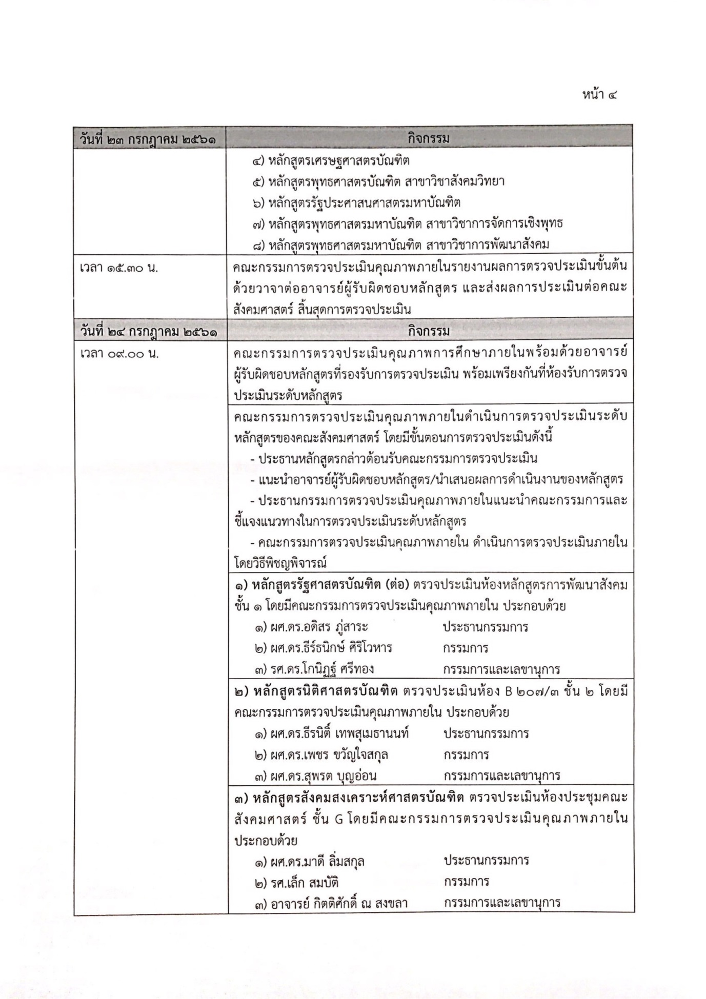 หน้า ๔
วันที่ ๒๓ กรกฎาคม ๒๕๖๑ กิจกรรม
๔) หลักสูตรเศรษฐศาสตรบัณฑิต
๕) หลักสูตรพุทธศาสตรบัณฑิต สาขาวิชาสังคมวิทยา
๖) หลักสูตรรัฐประศาสนศาสตรมหาบัณฑิต
๗) หลักสูตรพุทธศาสตรมหาบัณฑิต สาขาวิชาการจัดการเชิงพุทธ
๘) หลักสูตรพุทธศาสตรมหาบัณฑิต สาขาวิชาการพัฒนาสังคม
เวลา ๑๕.๓๐ น. คณะกรรมการตรวจประเมินคุณภาพภายในรายงานผลการตรวจประเมินขั้นต้น
ด้วยวาจาต่ออาจารย์ผู้รับผิดชอบหลักสูตร และส่งผลการประเมินต่อคณะ
สังคมศาสตร์ สิ้นสุดการตรวจประเมิน
วันที่ ๒๔ กรกฎาคม ๒๕๖๑ กิจกรรม
เวลา ๐๙.๐๐ น. คณะกรรมการตรวจประเมินคุณภาพการศึกษาภายในพร้อมด้วยอาจารย์
ผู้รับผิดชอบหลักสูตรที่รองรับการตรวจประเมิน พร้อมเพรียงกันที่ห้องรับการตรวจ
ประเมินระดับหลักสูตร
คณะกรรมการตรวจประเมินคุณภาพภายในดำเนินการตรวจประเมินระดับ
หลักสูตรของคณะสังคมศาสตร์ โดยมีขั้นตอนการตรวจประเมินดังนี้
- ประธานหลักสูตรกล่าวต้อนรับคณะกรรมการตรวจประเมิน
- แนะนำอาจารย์ผู้รับผิดชอบหลักสูตร/นำเสนอผลการดำเนินงานของหลักสูตร
- ประธานกรรมการตรวจประเมินคุณภาพภายในแนะนำคณะกรรมการและ
ชี้แจงแนวทางในการตรวจประเมินระดับหลักสูตร
- คณะกรรมการตรวจประเมินคุณภาพภายใน ดำเนินการตรวจประเมินภายใน
โดยวิธีพิชญพิจารณ์
๑) หลักสูตรรัฐศาสตรบัณฑิต (ต่อ) ตรวจประเมินห้องหลักสูตรการพัฒนาสังคม
ชั้น ๑ โดยมีคณะกรรมการตรวจประเมินคุณภาพภายใน ประกอบด้วย
๑) ผศ.ดร.อดิสร ภู่สาระ ประธานกรรมการ
๒) ผศ.ดร.ธีร์ธนิกษ์ ศิริโวหาร กรรมการ
๓) รศ.ดร.โกนิฏฐ์ ศรีทอง กรรมการและเลขานุการ
๒) หลักสูตรนิติศาสตรบัณฑิต ตรวจประเมินห้อง B ๒๐๗/๓ ชั้น ๒ โดยมี
คณะกรรมการตรวจประเมินคุณภาพภายใน ประกอบด้วย
๑) ผศ.ดร.ธีรนิติ์ เทพสุเมธานนท์ ประธานกรรมการ
๒) ผศ.ดร.เพชร ขวัญใจสกุล กรรมการ
๓) ผศ.ดร.สุพรต บุญอ่อน กรรมการและเลขานุการ
๓) หลักสูตรสังคมสงเคราะห์ศาสตรบัณฑิต ตรวจประเมินห้องประชุมคณะ
สังคมศาสตร์ ชั้น G โดยมีคณะกรรมการตรวจประเมินคุณภาพภายใน
ประกอบด้วย
๑) ผศ.ดร.มาดี ลิ่มสกุล ประธานกรรมการ
๒) รศ.เล็ก สมบัติ กรรมการ
๓) อาจารย์ กิตติศักดิ์ ณ สงขลา กรรมการและเลขานุการ